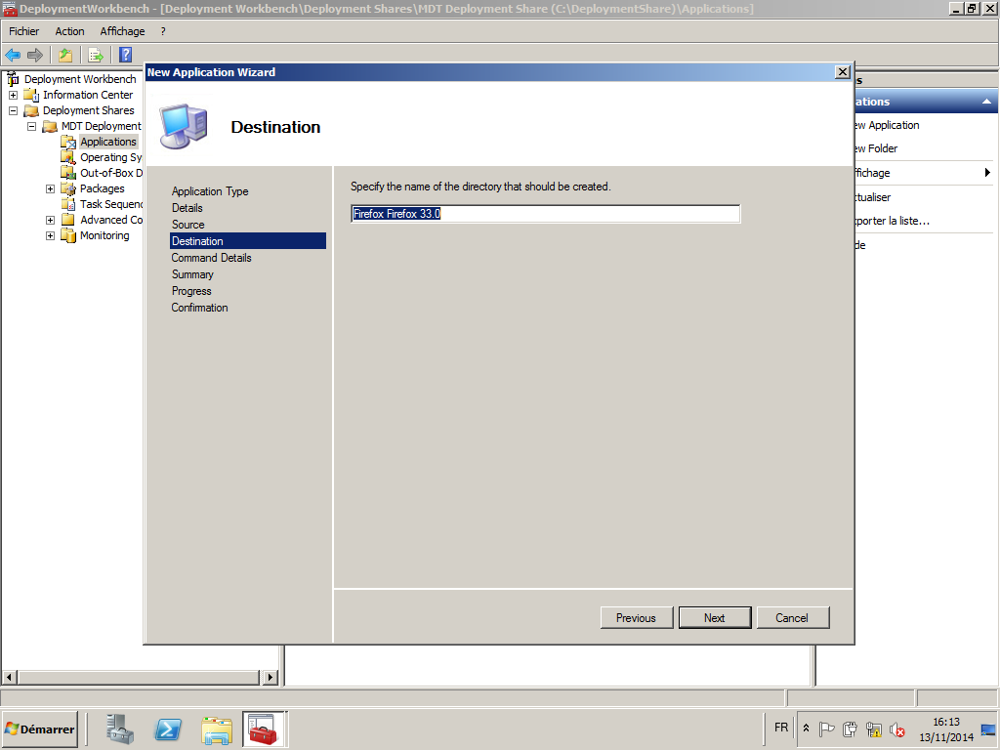 DeploymentWorkbench - [Deployment Workbench\Deployment Shares\MDT Deployment Share (C:\DeploymentShare)\Applications]
Fichier Action Affichage ?
Deployment Workbench
Information Center
Deployment Shares
MDT Deployment
Applications
Operating Sy
Out-of-Box D
Packages
Task Sequenc
Advanced Co
Monitoring
New Application Wizard
Destination
Application Type
Details
Source
Destination
Command Details
Summary
Progress
Confirmation
Specify the name of the directory that should be created.
Firefox Firefox 33.0
Previous Next Cancel
s
ations
ew Application
ew Folder
ffichage
ctualiser
xporter la liste...
de
Démarrer
FR
16:13
13/11/2014